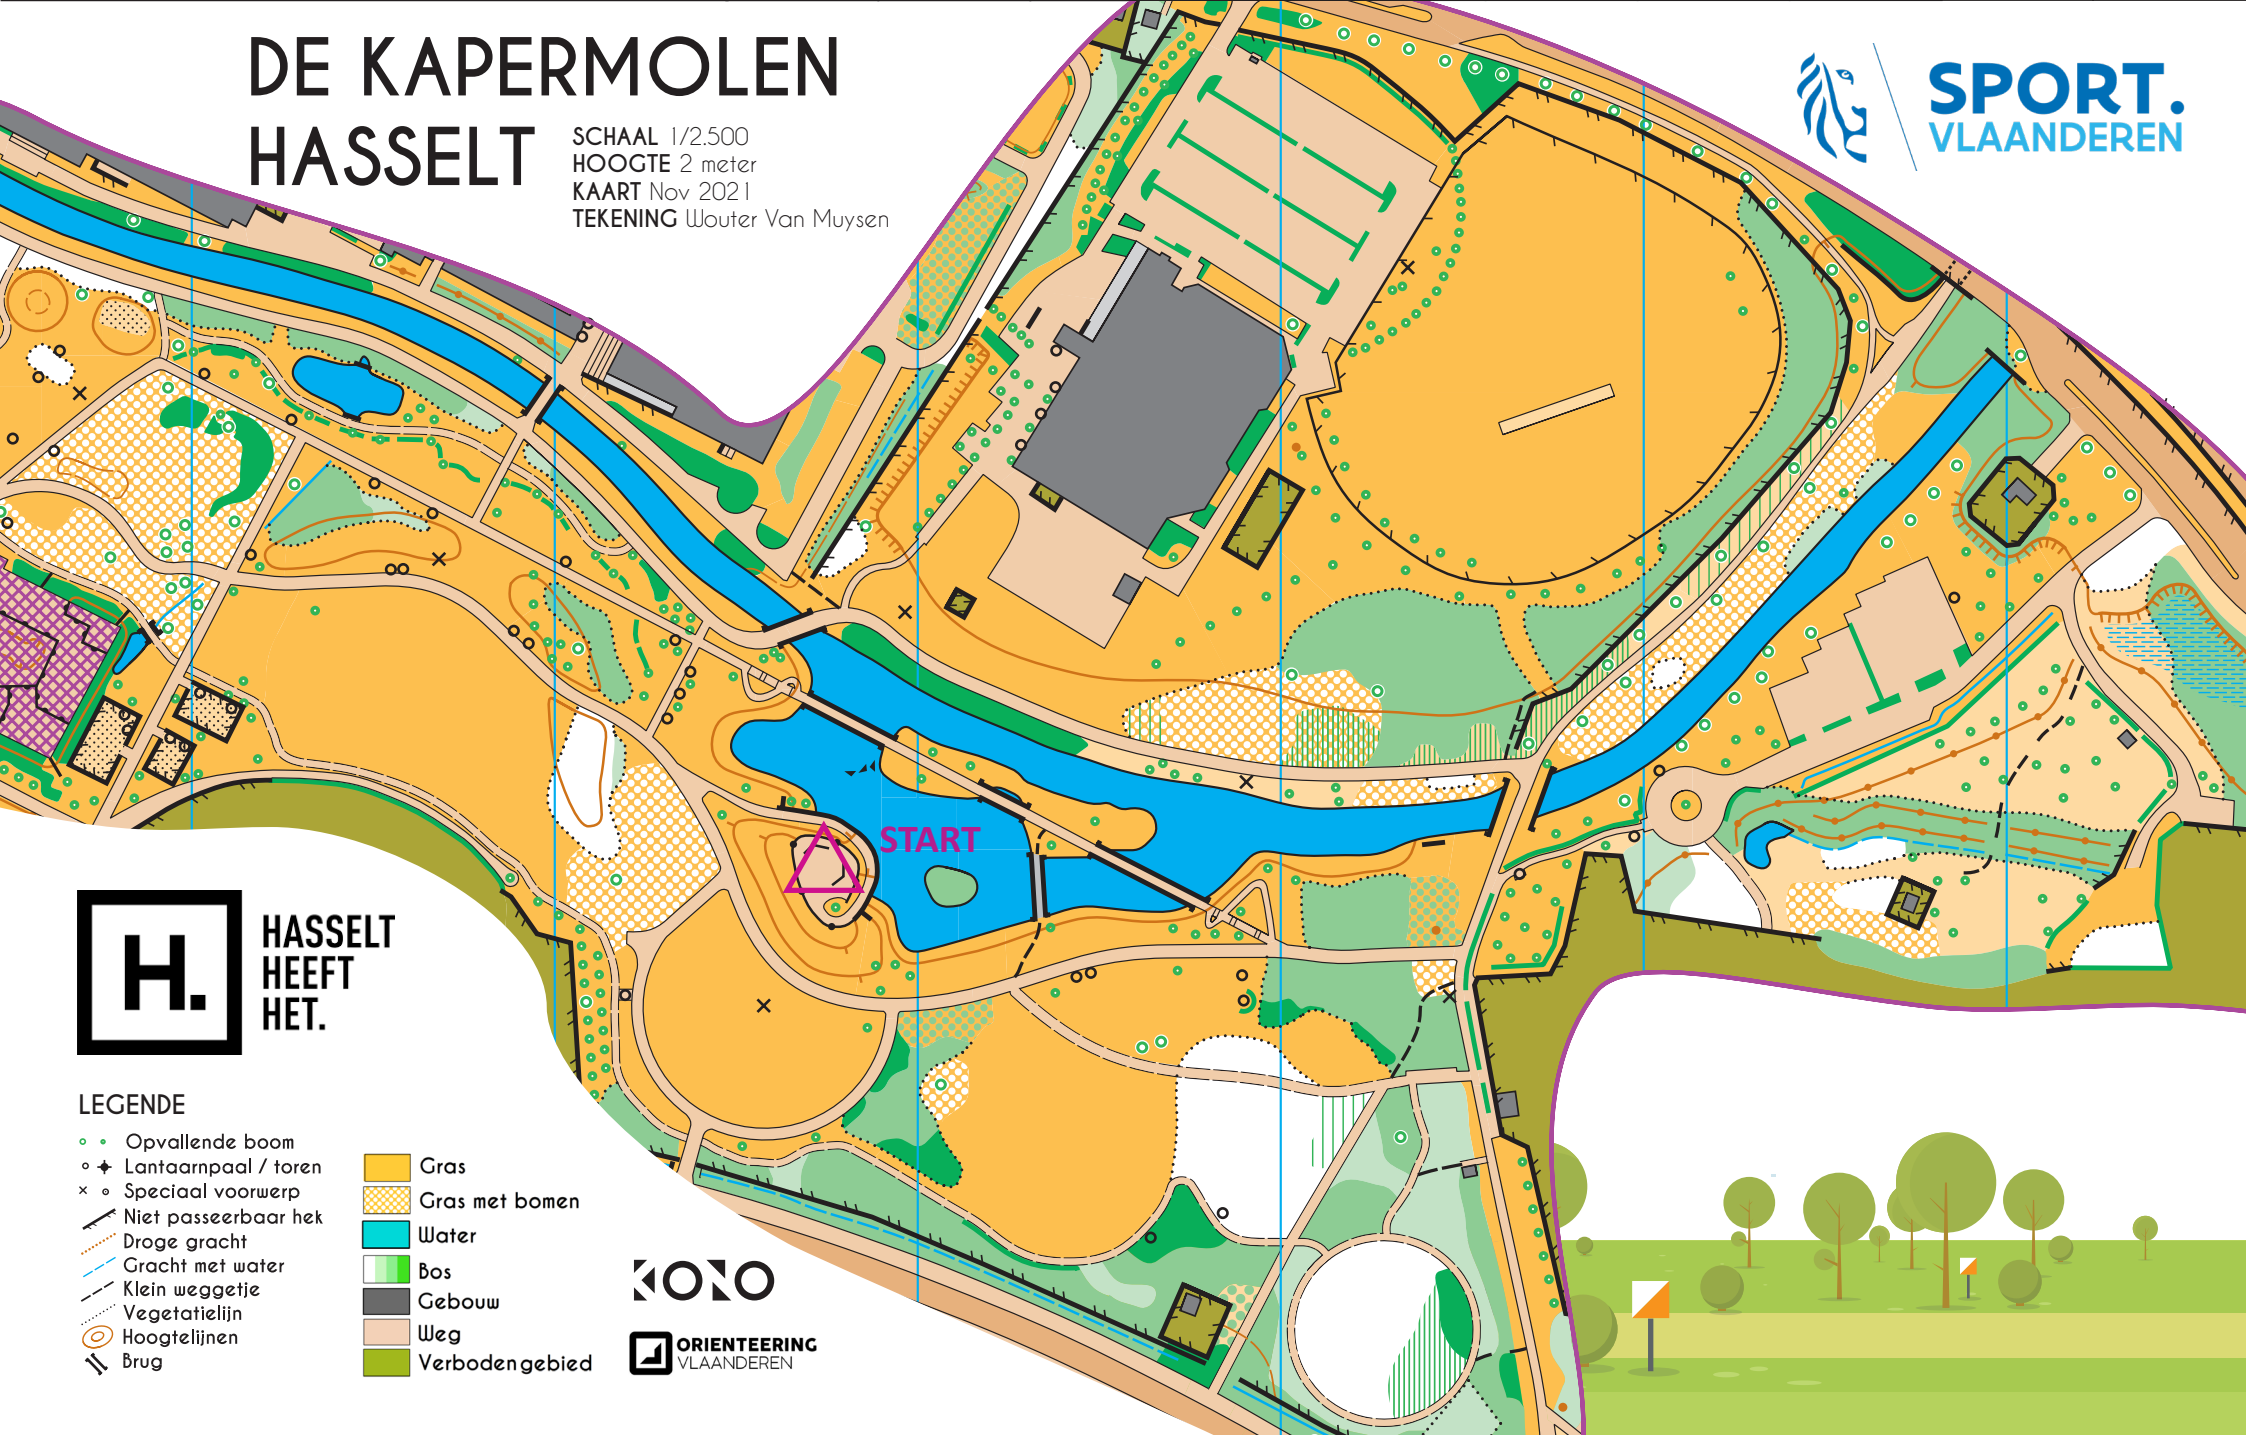 DE KAPERMOLEN
HASSELT
SCHAAL 1/2.500
HOOGTE 2 meter
KAART Nov 2021
TEKENING Wouter Van Muysen
SPORT.
VLAANDEREN
START
H.
HASSELT
HEEFT
HET.
LEGENDE
Opvallende boom
Lantaarnpaal / toren
Speciaal voorwerp
Niet passeerbaar hek
Droge gracht
Gracht met water
Klein weggetje
Vegetatielijn
Hoogtelijnen
Brug
Gras
Gras met bomen
Water
Bos
Gebouw
Weg
Verboden gebied
KONO
ORIENTEERING
VLAANDEREN